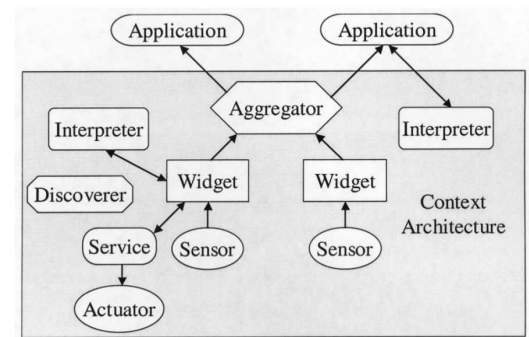 Application
Application
Aggregator
Interpreter
Interpreter
Widget
Widget
Discoverer
Context
Architecture
Service
Sensor
Sensor
Actuator